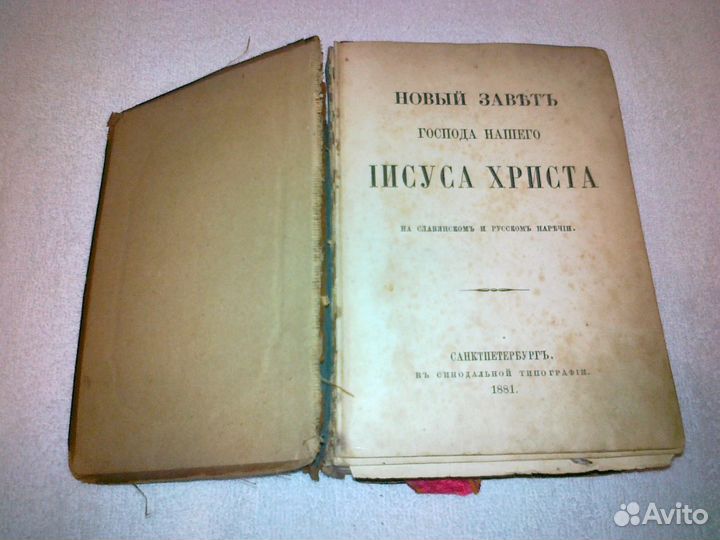 НОВЫЙ ЗАВѢТЪ
ГОСПОДА НАШЕГО
ІИСУСА ХРИСТА
НА СЛАВЯНСКОМЪ И РУССКОМЪ НАРѢЧІИ.
САНКТПЕТЕРБУРГЪ.
ВЪ СИНОДАЛЬНОЙ ТИПОГРАФІИ.
1881.
Avito